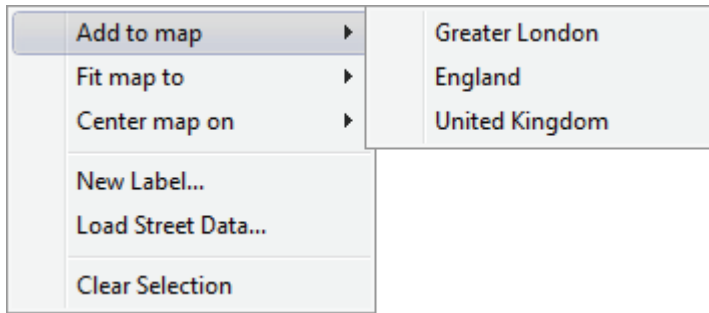 Add to map
Fit map to
Center map on
New Label...
Load Street Data...
Clear Selection
Greater London
England
United Kingdom